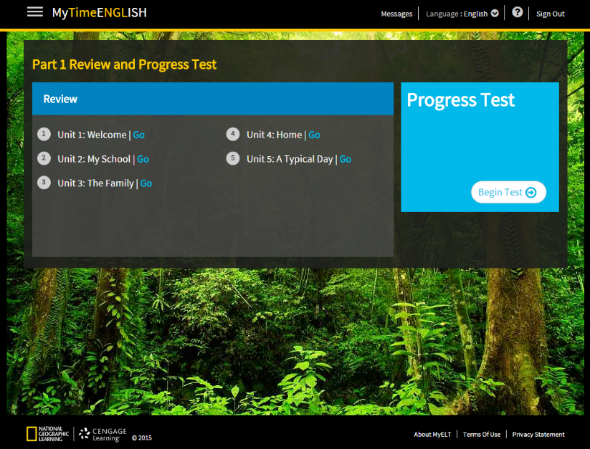 MyTimeENGLISH
Messages | Language : English | ? | Sign Out
Part 1 Review and Progress Test
Review
1 Unit 1: Welcome | Go
2 Unit 2: My School | Go
3 Unit 3: The Family | Go
4 Unit 4: Home | Go
5 Unit 5: A Typical Day | Go
Progress Test
Begin Test
NATIONAL
GEOGRAPHIC
LEARNING
CENGAGE
Learning
© 2015
About MyELT | Terms Of Use | Privacy Statement